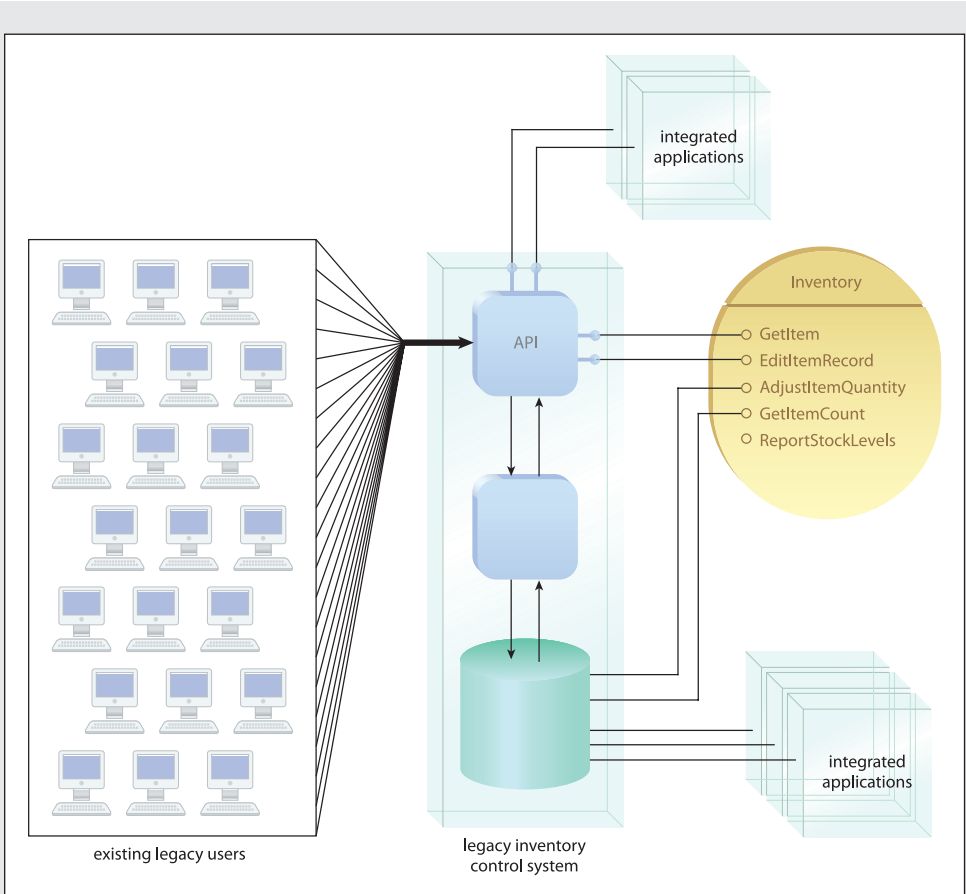 integrated
applications
Inventory
GetItem
EditItemRecord
AdjustItemQuantity
GetItemCount
ReportStockLevels
API
integrated
applications
existing legacy users
legacy inventory
control system